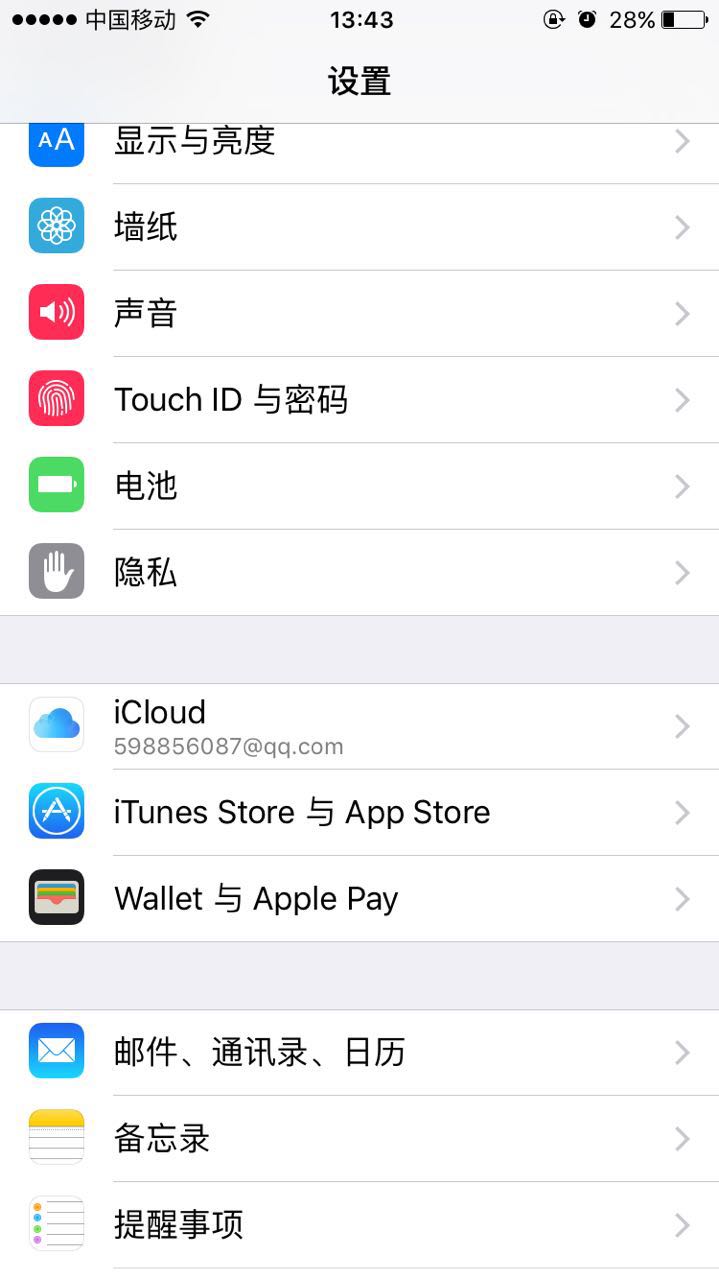 中国移动 13:43 28%
设置
AA 显示与亮度
墙纸
声音
Touch ID 与密码
电池
隐私
iCloud
598856087@qq.com
iTunes Store 与 App Store
Wallet 与 Apple Pay
邮件、通讯录、日历
备忘录
提醒事项